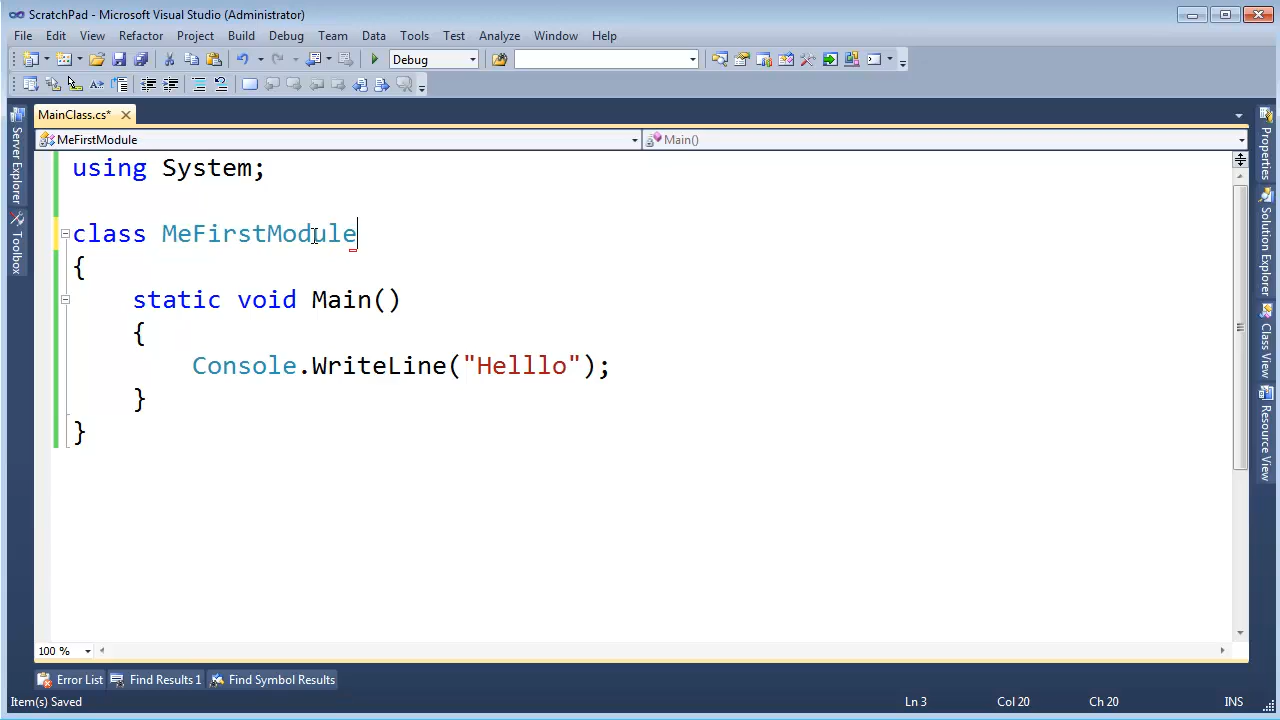 ScratchPad - Microsoft Visual Studio (Administrator)
File Edit View Refactor Project Build Debug Team Data Tools Test Analyze Window Help
Debug
MainClass.cs*
MeFirstModule Main()
using System;
class MeFirstModule
{
static void Main()
{
Console.WriteLine("Helllo");
}
}
Server Explorer
Toolbox
Properties
Solution Explorer
Class View
Resource View
100 %
Error List Find Results 1 Find Symbol Results
Item(s) Saved Ln 3 Col 20 Ch 20 INS